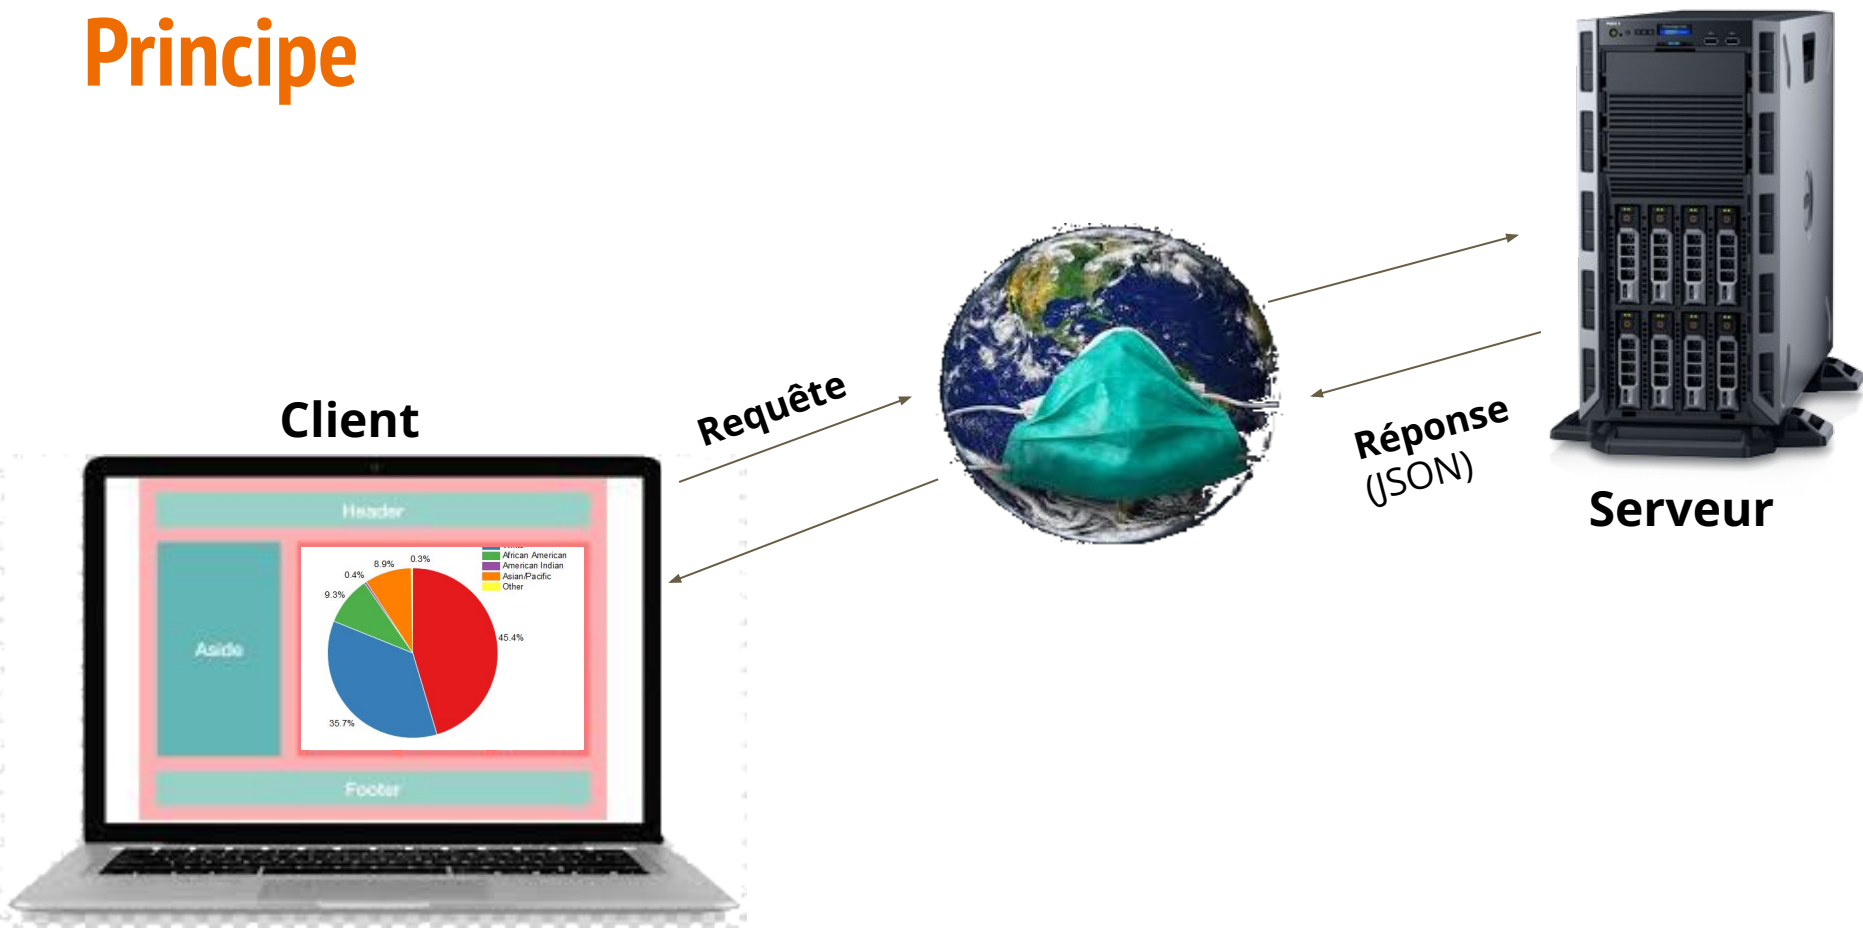 Principe
Client
Requête
Réponse
(JSON)
Serveur
Header
Aside
0.3%
8.9%
0.4%
9.3%
45.4%
35.7%
African American
American Indian
Asian/Pacific
Other
Footer